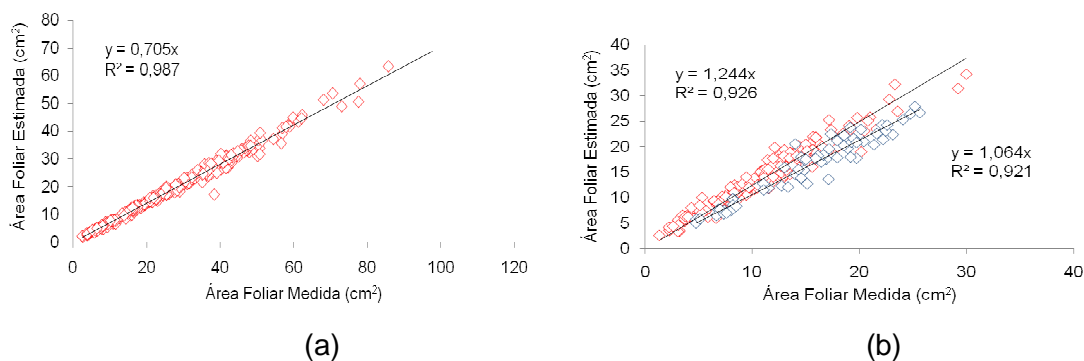 Área Foliar Estimada (cm²)
80
70
60
50
40
30
20
10
0
y = 0,705x
R² = 0,987
0 20 40 60 80 100 120
Área Foliar Medida (cm²)
(a)
Área Foliar Estimada (cm²)
40
35
30
25
20
15
10
5
0
y = 1,244x
R² = 0,926
y = 1,064x
R² = 0,921
0 10 20 30 40
Área Foliar Medida (cm²)
(b)